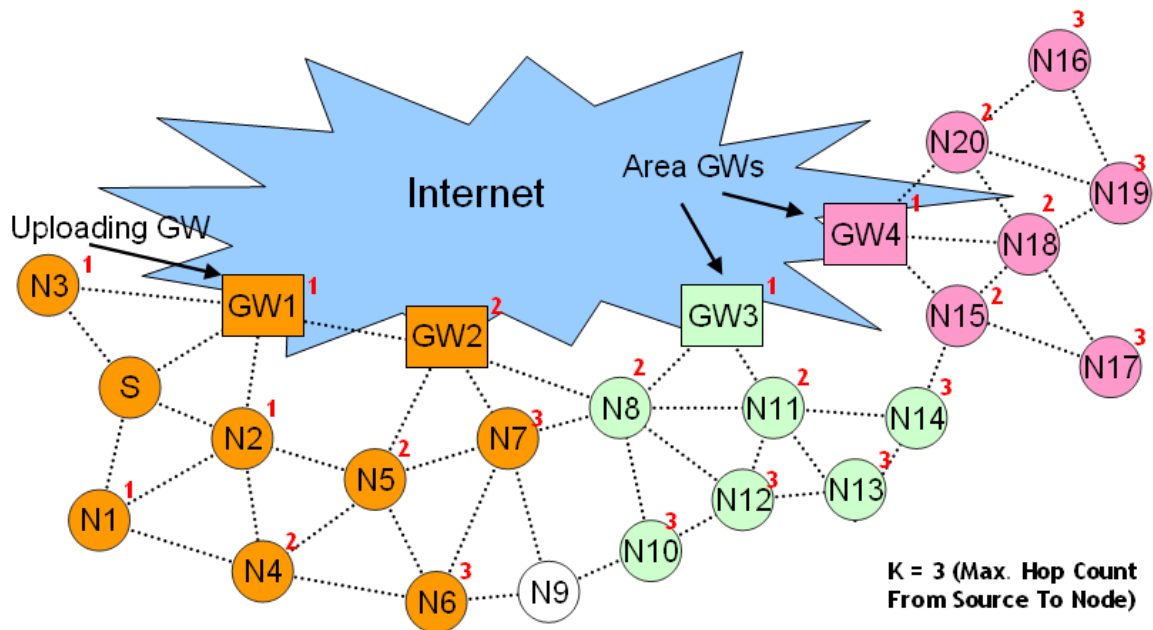 3
N16
2
N20
Area GWs
3
N19
Internet
1
2
GW4
N18
Uploading GW
1
N3
1
GW1
1
GW3
2
N15
2
GW2
3
N17
S
2
N8
2
N11
3
N14
1
N2
3
N7
2
N5
3
N12
3
N13
1
N1
3
N10
2
N4
3
N6
N9
K = 3 (Max. Hop Count
From Source To Node)